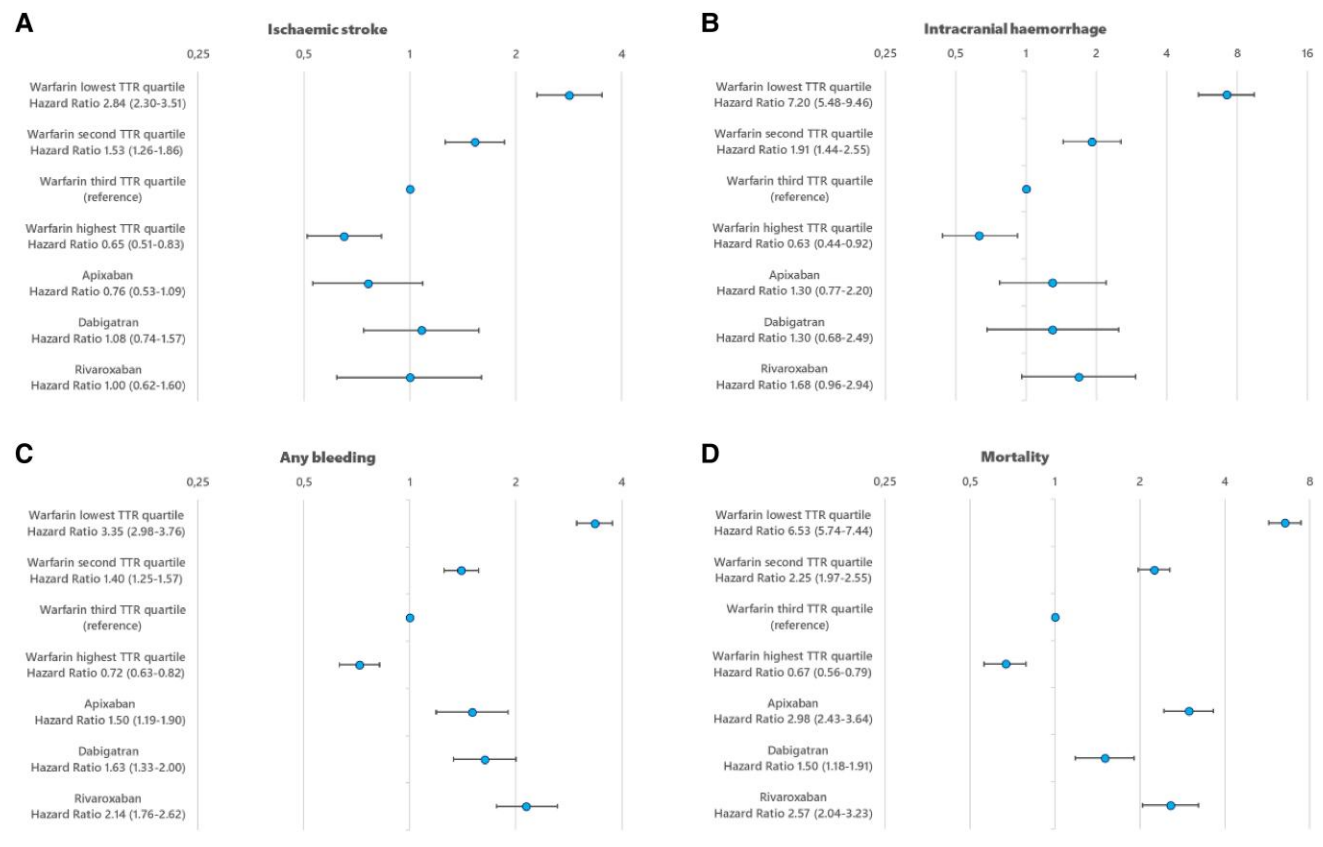 A
Ischaemic stroke
0,25 0,5 1 2 4
Warfarin lowest TTR quartile
Hazard Ratio 2.84 (2.30-3.51)
Warfarin second TTR quartile
Hazard Ratio 1.53 (1.26-1.86)
Warfarin third TTR quartile
(reference)
Warfarin highest TTR quartile
Hazard Ratio 0.65 (0.51-0.83)
Apixaban
Hazard Ratio 0.76 (0.53-1.09)
Dabigatran
Hazard Ratio 1.08 (0.74-1.57)
Rivaroxaban
Hazard Ratio 1.00 (0.62-1.60)
B
Intracranial haemorrhage
0,25 0,5 1 2 4 8 16
Warfarin lowest TTR quartile
Hazard Ratio 7.20 (5.48-9.46)
Warfarin second TTR quartile
Hazard Ratio 1.91 (1.44-2.55)
Warfarin third TTR quartile
(reference)
Warfarin highest TTR quartile
Hazard Ratio 0.63 (0.44-0.92)
Apixaban
Hazard Ratio 1.30 (0.77-2.20)
Dabigatran
Hazard Ratio 1.30 (0.68-2.49)
Rivaroxaban
Hazard Ratio 1.68 (0.96-2.94)
C
Any bleeding
0,25 0,5 1 2 4
Warfarin lowest TTR quartile
Hazard Ratio 3.35 (2.98-3.76)
Warfarin second TTR quartile
Hazard Ratio 1.40 (1.25-1.57)
Warfarin third TTR quartile
(reference)
Warfarin highest TTR quartile
Hazard Ratio 0.72 (0.63-0.82)
Apixaban
Hazard Ratio 1.50 (1.19-1.90)
Dabigatran
Hazard Ratio 1.63 (1.33-2.00)
Rivaroxaban
Hazard Ratio 2.14 (1.76-2.62)
D
Mortality
0,25 0,5 1 2 4 8
Warfarin lowest TTR quartile
Hazard Ratio 6.53 (5.74-7.44)
Warfarin second TTR quartile
Hazard Ratio 2.25 (1.97-2.55)
Warfarin third TTR quartile
(reference)
Warfarin highest TTR quartile
Hazard Ratio 0.67 (0.56-0.79)
Apixaban
Hazard Ratio 2.98 (2.43-3.64)
Dabigatran
Hazard Ratio 1.50 (1.18-1.91)
Rivaroxaban
Hazard Ratio 2.57 (2.04-3.23)